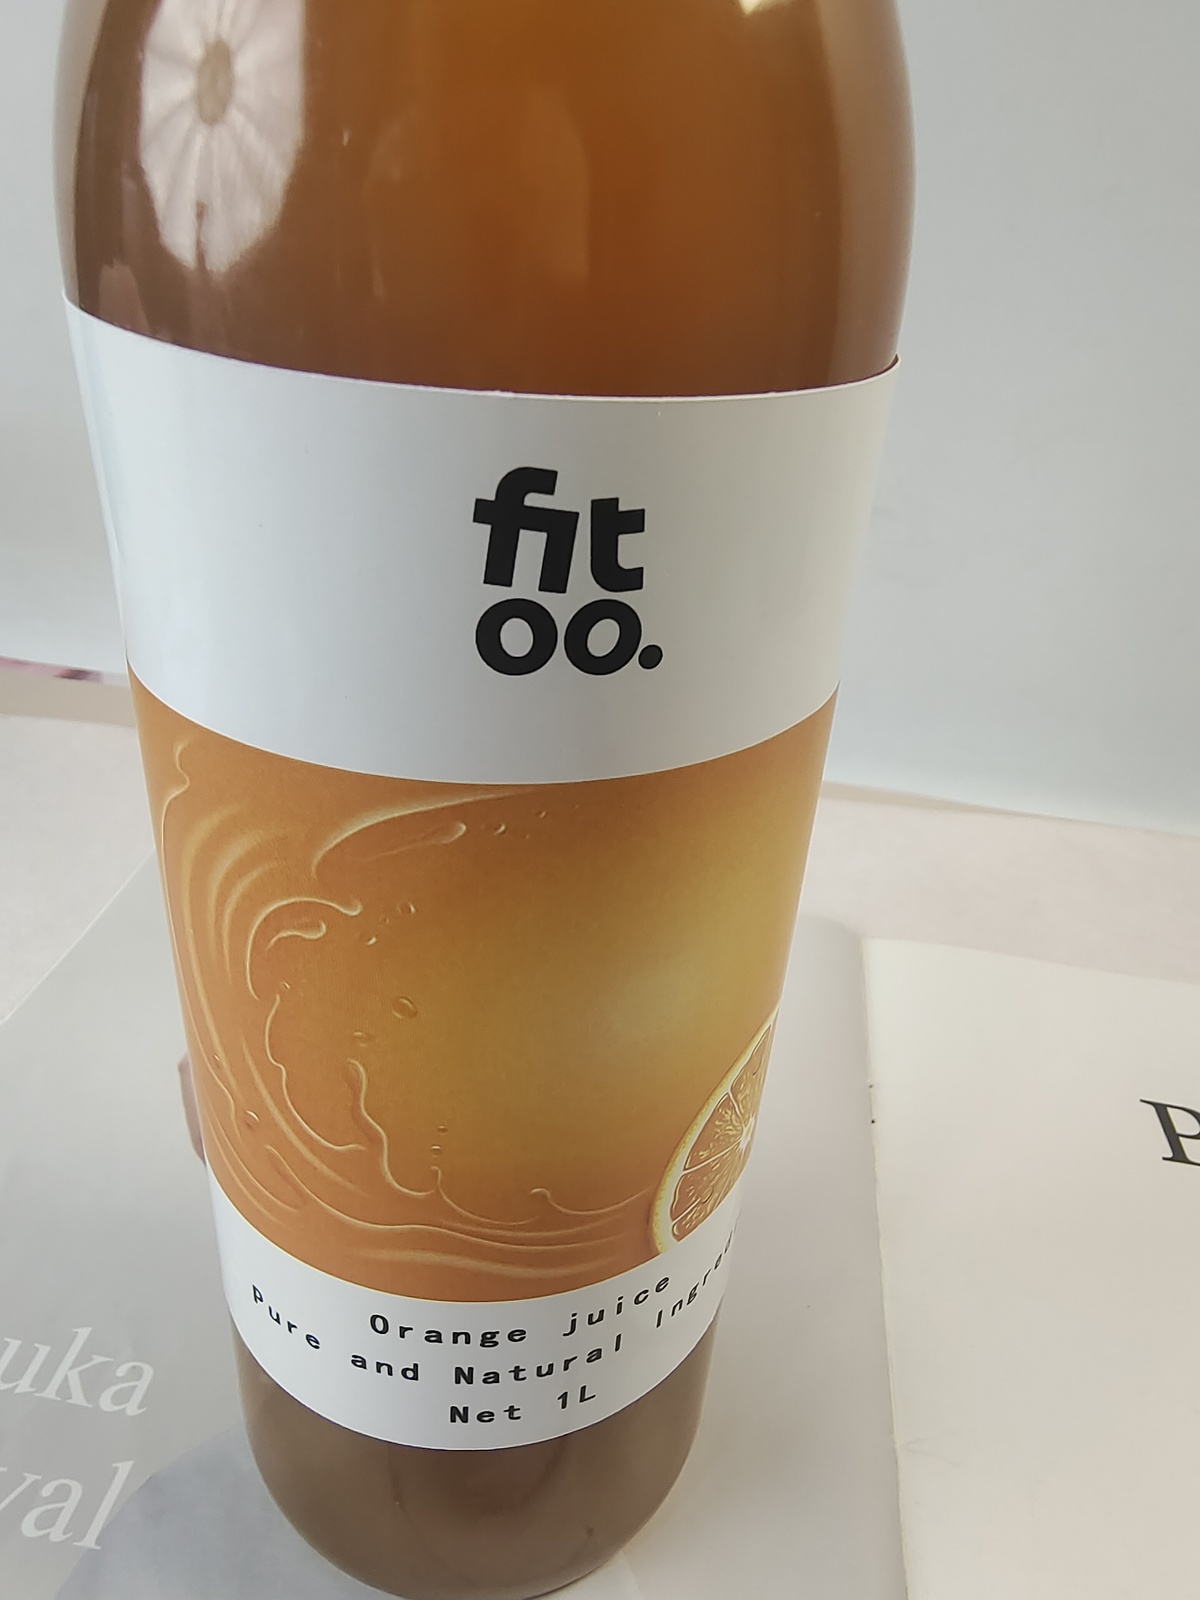 fit
oo.
Orange juice
Pure and Natural
Net 1L
uka
val
P